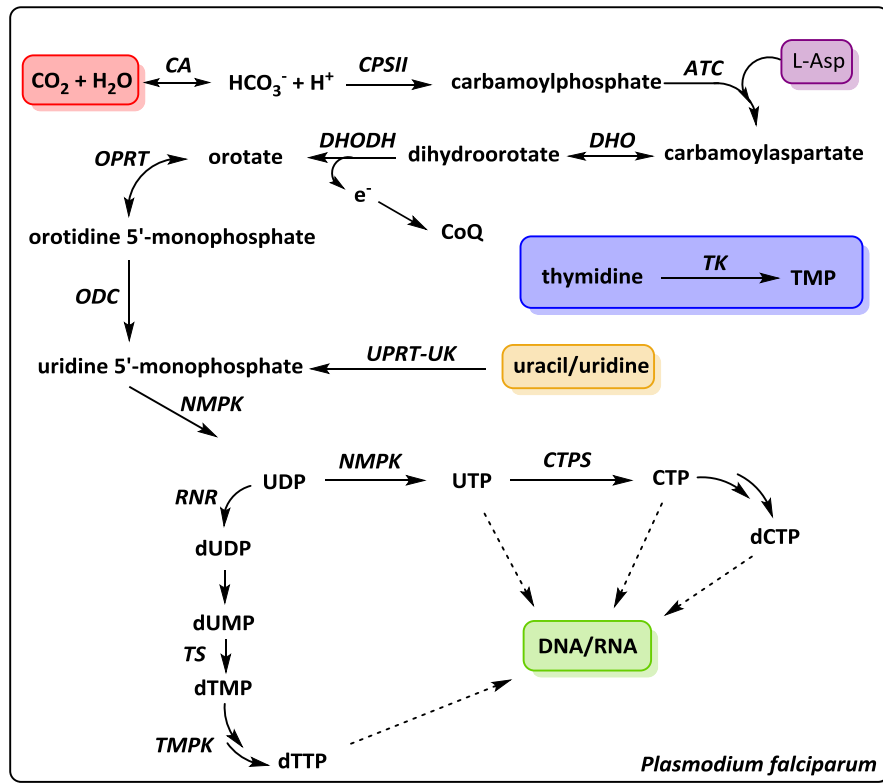 CO₂ + H₂O CA HCO₃⁻ + H⁺ CPSII carbamoylphosphate ATC L-Asp
OPRT orotate DHODH dihydroorotate DHO carbamoylaspartate
e⁻
CoQ
orotidine 5'-monophosphate
thymidine TK TMP
ODC
uridine 5'-monophosphate UPRT-UK uracil/uridine
NMPK
UDP NMPK UTP CTPS CTP
RNR
dUDP dCTP
dUMP
TS
DNA/RNA
dTMP
TMPK dTTP
Plasmodium falciparum